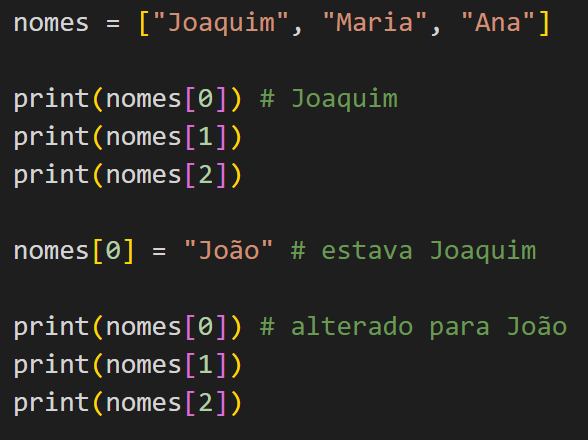 nomes = ["Joaquim", "Maria", "Ana"]
print(nomes[0]) # Joaquim
print(nomes[1])
print(nomes[2])
nomes[0] = "João" # estava Joaquim
print(nomes[0]) # alterado para João
print(nomes[1])
print(nomes[2])